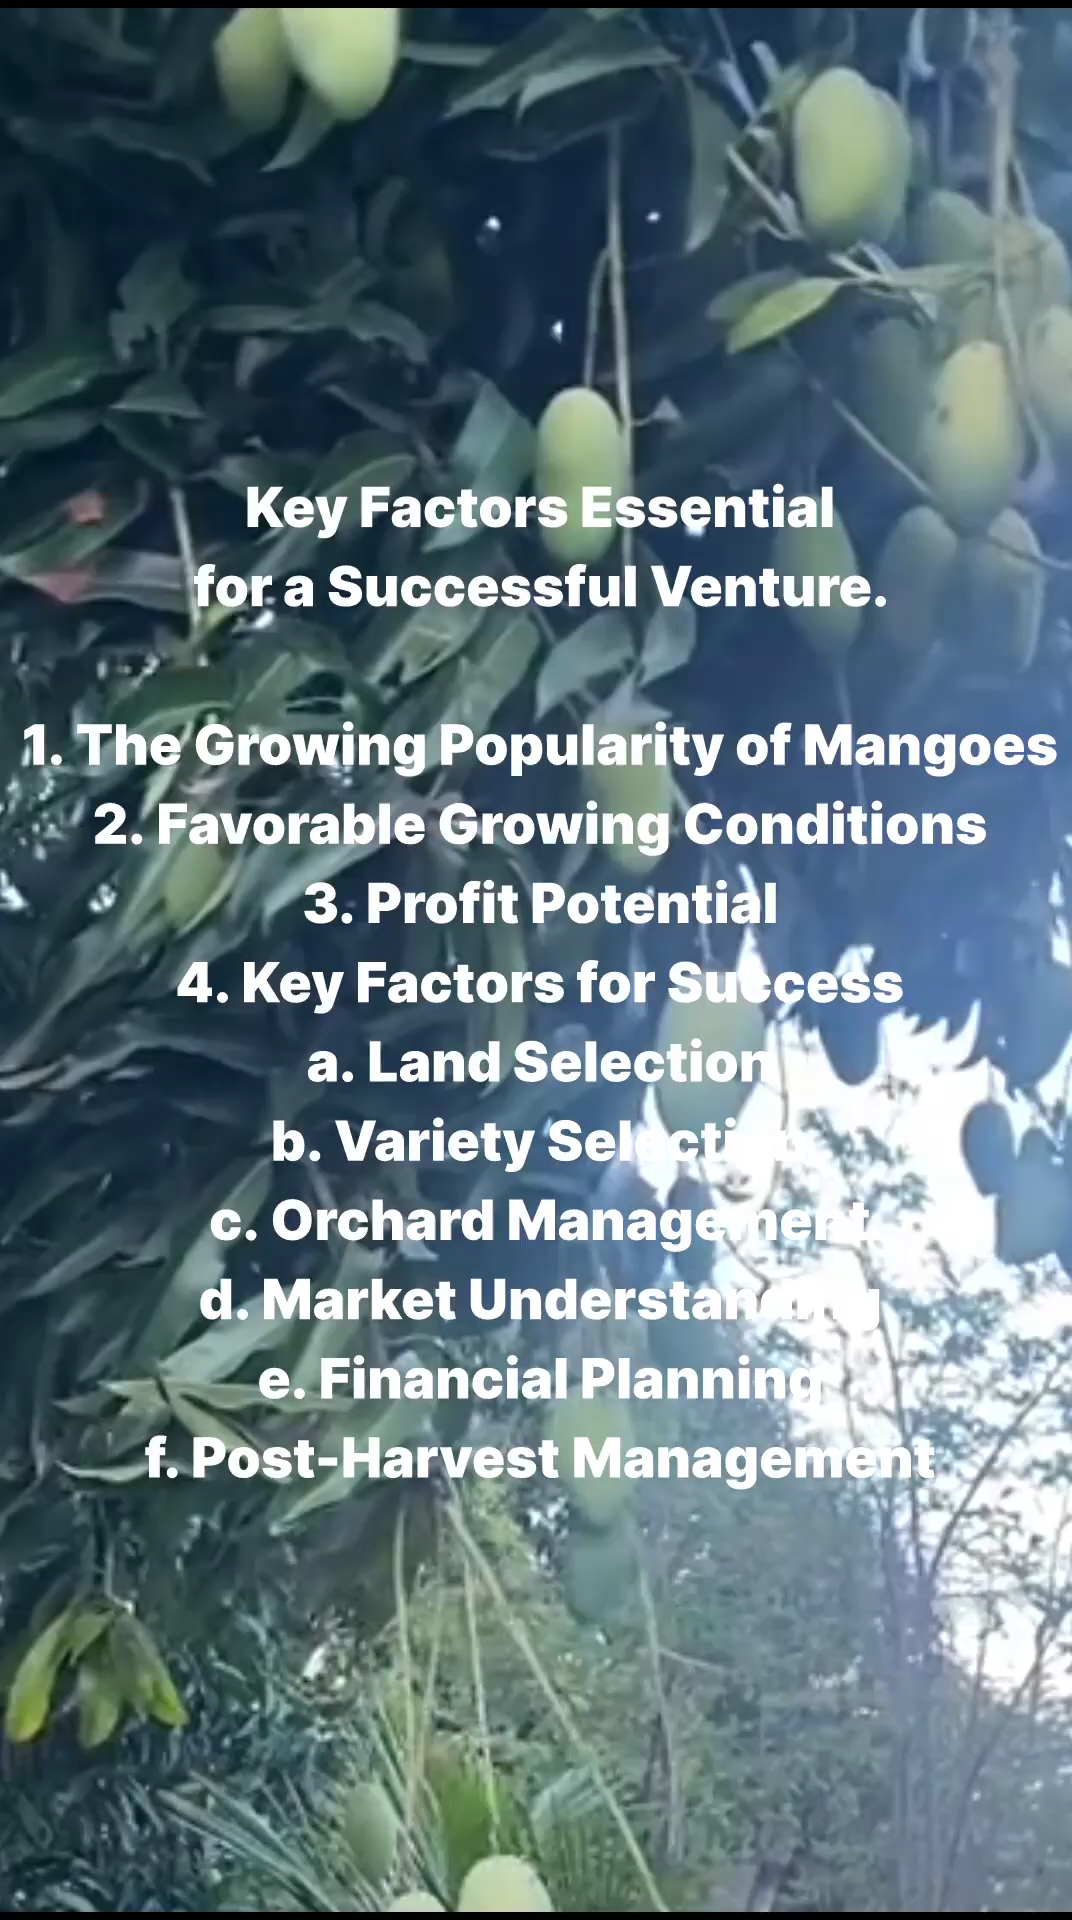 Key Factors Essential
for a Successful Venture.
1. The Growing Popularity of Mangoes
2. Favorable Growing Conditions
3. Profit Potential
4. Key Factors for Success
a. Land Selection
b. Variety Selection
c. Orchard Management
d. Market Understanding
e. Financial Planning
f. Post-Harvest Management